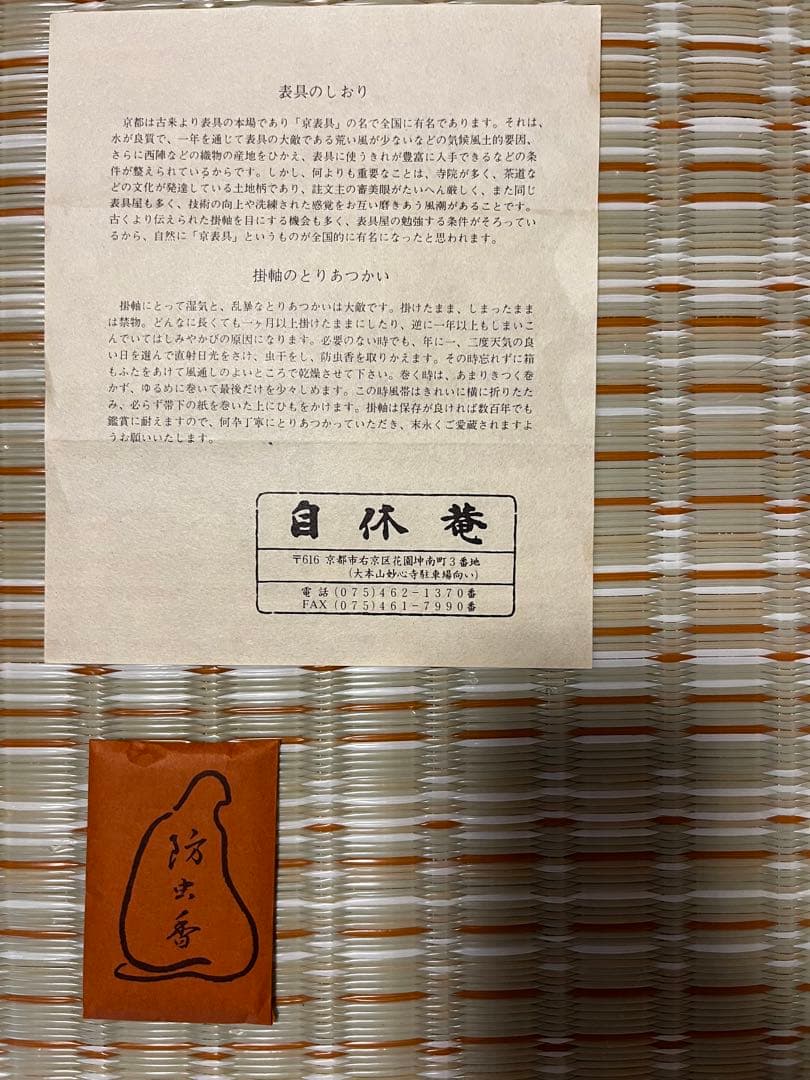 表具のしおり
京都は古来より表具の本場であり「京表具」の名で全国に有名であります。それは、
水が良質で、一年を通じて表具の大敵である荒い風が少ないなどの気候風土的要因、
さらに西陣などの織物の産地をひかえ、表具に使うきれが豊富に入手できるなどの条
件が整えられているからです。しかし、何よりも重要なことは、寺院が多く、茶道な
どの文化が発達している土地柄であり、註文主の審美眼がたいへん厳しく、また同じ
表具屋も多く、技術の向上や洗練された感覚をお互い磨きあう風潮があることです。
古くより伝えられた掛軸を目にする機会も多く、表具屋の勉強する条件がそろってい
るから、自然に「京表具」というものが全国的に有名になったと思われます。
掛軸のとりあつかい
掛軸にとって湿気と、乱暴なとりあつかいは大敵です。掛けたまま、しまったまま
は禁物。どんなに長くても一ヶ月以上掛けたままにしたり、逆に一年以上もしまいこ
んでいてはしみやかびの原因になります。必要のない時でも、年に一、二度天気の良
い日を選んで直射日光をさけ、虫干をし、防虫香を取りかえます。その時忘れずに箱
もふたをあけて風通しのよいところで乾燥させて下さい。巻く時は、あまりきつく巻
かず、ゆるめに巻いて最後だけを少々しめます。この時風帯はきれいに横に折りたた
み、必らず帯下の紙を巻いた上にひもをかけます。掛軸は保存が良ければ数百年でも
鑑賞に耐えますので、何卆丁寧にとりあつかっていただき、末永くご愛蔵されますよ
うお願いいたします。
自休菴
〒616 京都市右京区花園坤南町3番地
(大本山妙心寺駐車場向い)
電話(075)462-1370番
FAX(075)461-7990番
防虫香